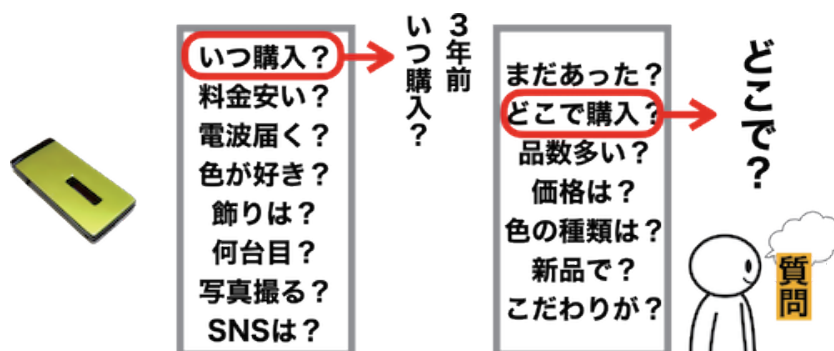 いつ購入？
料金安い？
電波届く？
色が好き？
飾りは？
何台目？
写真撮る？
SNSは？
３年前
いつ購入？
まだあった？
どこで購入？
品数多い？
価格は？
色の種類は？
新品で？
こだわりが？
どこで？
質問